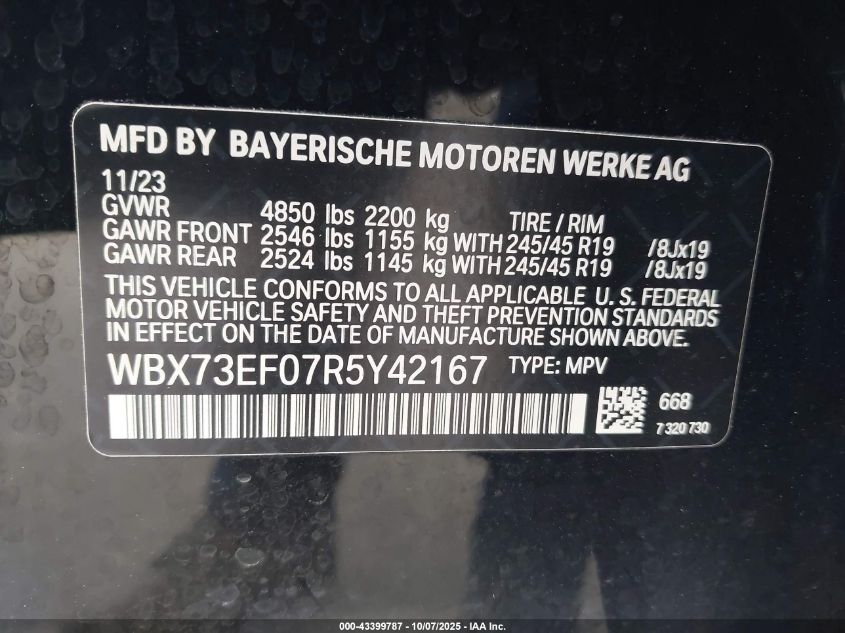 MFD BY BAYERISCHE MOTOREN WERKE AG
11/23
GVWR 4850 lbs 2200 kg TIRE / RIM
GAWR FRONT 2546 lbs 1155 kg WITH 245/45 R19 /8Jx19
GAWR REAR 2524 lbs 1145 kg WITH 245/45 R19 /8Jx19
THIS VEHICLE CONFORMS TO ALL APPLICABLE U. S. FEDERAL
MOTOR VEHICLE SAFETY AND THEFT PREVENTION STANDARDS
IN EFFECT ON THE DATE OF MANUFACTURE SHOWN ABOVE.
WBX73EF07R5Y42167 TYPE: MPV
668
7 320 730
000-43399787 - 10/07/2025 - IAA Inc.